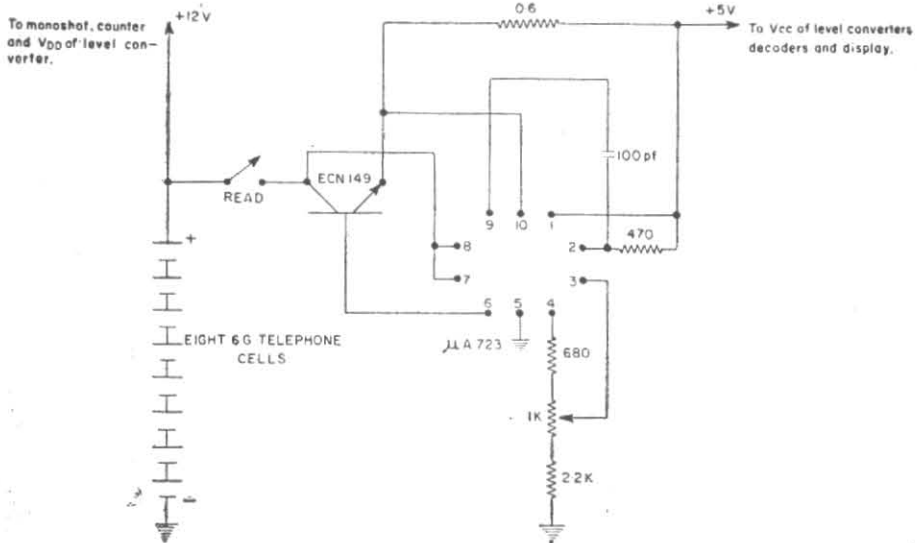 +12V
To monoshot, counter
and VDD of level con-
verter.
0.6
+5V
To Vcc of level converters
decoders and display.
ECN 149
READ
100 pf
9 10 1
470
8
2
7
3
6 5 4
μA 723
+
EIGHT 6G TELEPHONE
CELLS
680
1K
2.2K
-